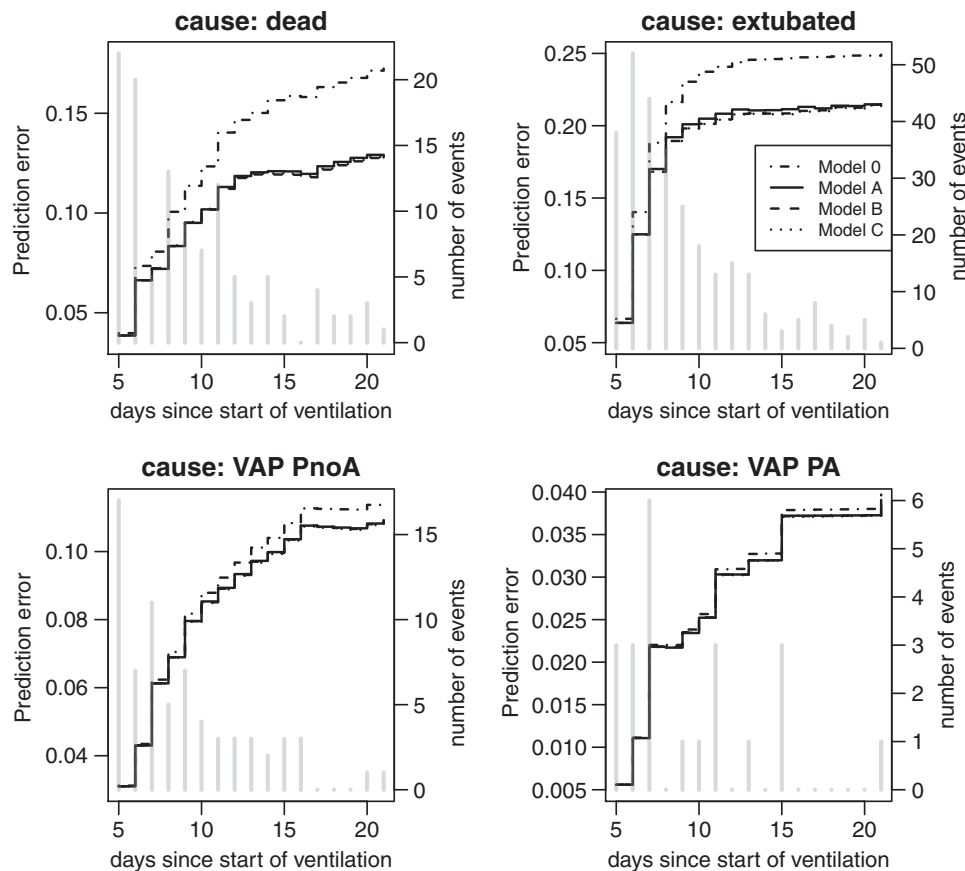 cause: dead
0.15
0.10
0.05
Prediction error
20
15
10
5
0
number of events
5
10
15
20
days since start of ventilation
cause: extubated
0.25
0.20
0.15
0.10
0.05
Prediction error
50
40
30
20
10
0
number of events
Model 0
Model A
Model B
Model C
5
10
15
20
days since start of ventilation
cause: VAP PnoA
0.10
0.08
0.06
0.04
Prediction error
15
10
5
0
number of events
5
10
15
20
days since start of ventilation
cause: VAP PA
0.040
0.035
0.030
0.025
0.020
0.015
0.010
0.005
Prediction error
6
5
4
3
2
1
0
number of events
5
10
15
20
days since start of ventilation